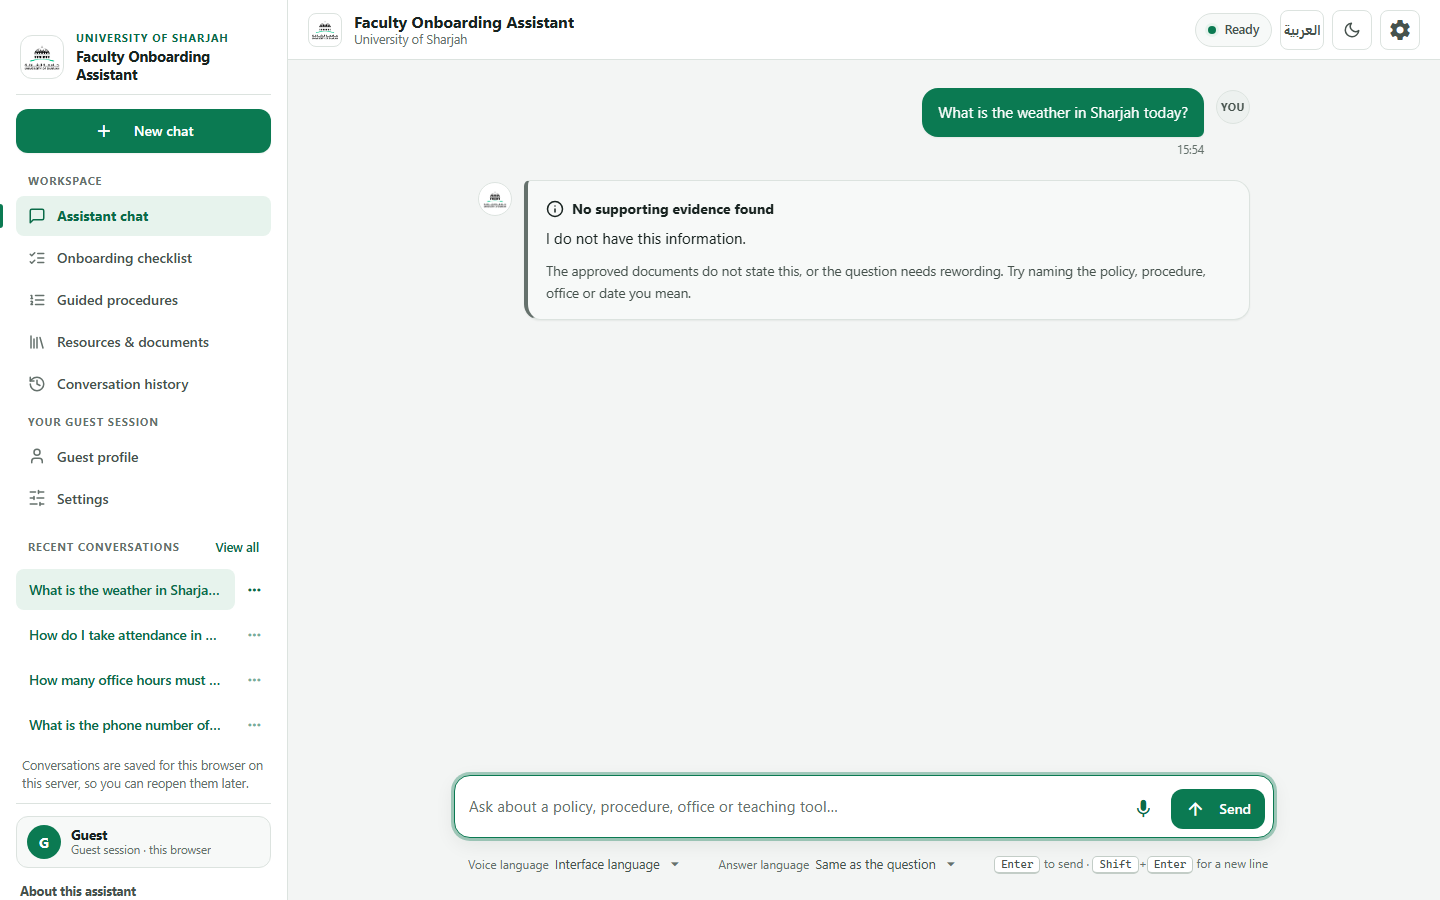 UNIVERSITY OF SHARJAH
Faculty Onboarding
Assistant
New chat
WORKSPACE
Assistant chat
Onboarding checklist
Guided procedures
Resources & documents
Conversation history
YOUR GUEST SESSION
Guest profile
Settings
RECENT CONVERSATIONS
View all
What is the weather in Sharja...
How do I take attendance in ...
How many office hours must ...
What is the phone number of...
Conversations are saved for this browser on
this server, so you can reopen them later.
G
Guest
Guest session · this browser
About this assistant
Faculty Onboarding Assistant
University of Sharjah
Ready
العربية
What is the weather in Sharjah today?
YOU
15:54
No supporting evidence found
I do not have this information.
The approved documents do not state this, or the question needs rewording. Try naming the policy, procedure,
office or date you mean.
Ask about a policy, procedure, office or teaching tool...
Send
Voice language Interface language
Answer language Same as the question
Enter to send · Shift + Enter for a new line